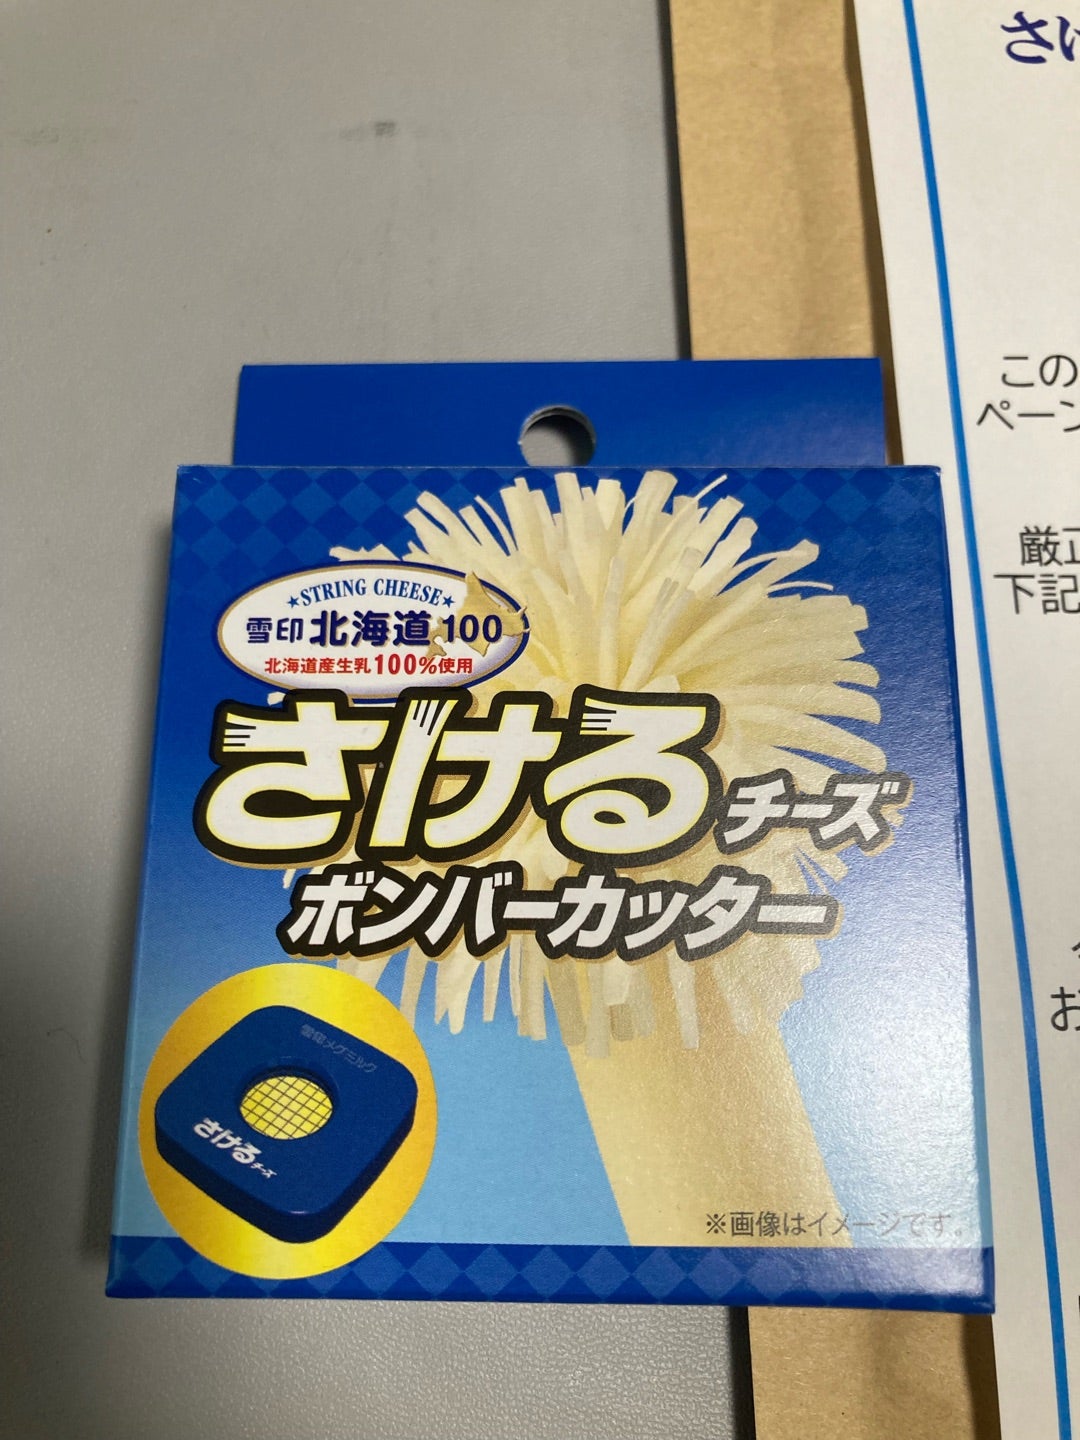 ★STRING CHEESE★
雪印 北海道100
北海道産生乳100%使用
さけるチーズ
ボンバーカッター
雪印メグミルク
さけるチーズ
※画像はイメージです。
さけ
この
ペーン
厳正
下記
お